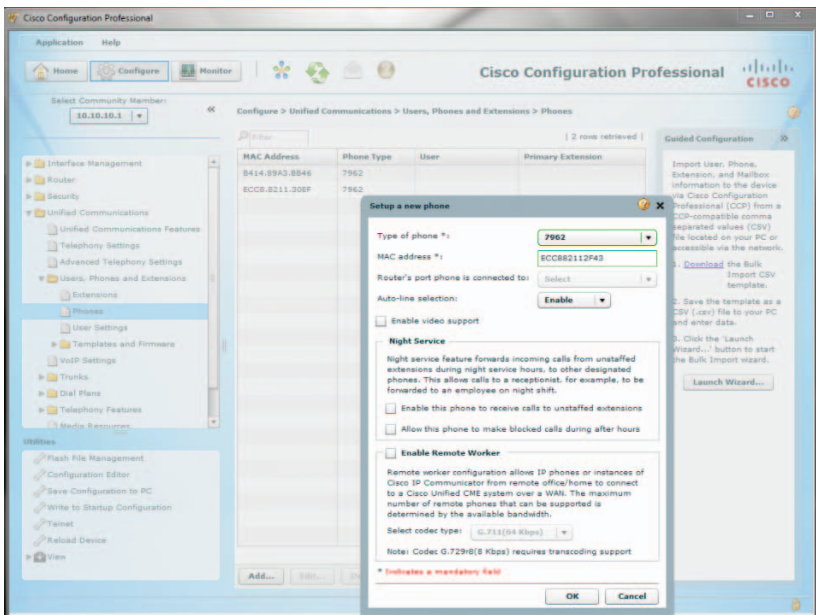 Cisco Configuration Professional
Application Help
Home Configure Monitor
Cisco Configuration Professional
CISCO
Select Community Member:
10.10.10.1
Configure > Unified Communications > Users, Phones and Extensions > Phones
Interface Management
Router
Security
Unified Communications
Unified Communications Features
Telephony Settings
Advanced Telephony Settings
Users, Phones and Extensions
Extensions
Phones
User Settings
Templates and Firmware
VoIP Settings
Trunks
Dial Plans
Telephony Features
Media Resources
Utilities
Flash File Management
Configuration Editor
Save Configuration to PC
Write to Startup Configuration
Telnet
Reload Device
View
Filter
| 2 rows retrieved |
MAC Address Phone Type User Primary Extension
B414.89A2.8B46 7962
ECC8.8211.2F43
7962
Add... Edit...
Setup a new phone
Type of phone *: 7962
MAC address *: ECC882112F43
Router's port phone is connected to: Select
Auto-line selection: Enable
Enable video support
Night Service
Night service feature forwards incoming calls from unstaffed
extensions during night service hours, to other designated
phones. This allows calls to a receptionist, for example, to be
forwarded to an employee on night shift.
Enable this phone to receive calls to unstaffed extensions
Allow this phone to make blocked calls during after hours
Enable Remote Worker
Remote worker configuration allows IP phones or instances of
Cisco IP Communicator from remote office/home to connect
to a Cisco Unified CME system over a WAN. The maximum
number of remote phones that can be supported is
determined by the available bandwidth.
Select codec type: G.711(64 Kbps)
Note: Codec G.729r8(8 Kbps) requires transcoding support
* Indicates a mandatory field
OK Cancel
Guided Configuration
Import User, Phone,
Extension, and Mailbox
information to the device
via Cisco Configuration
Professional (CCP) from a
CCP-compatible comma
separated values (CSV)
file located on your PC or
accessible via the network.
1. Download the Bulk
Import CSV
template.
2. Save the template as a
CSV (.csv) file to your PC
and enter data.
3. Click the 'Launch
Wizard...' button to start
the Bulk Import wizard.
Launch Wizard...